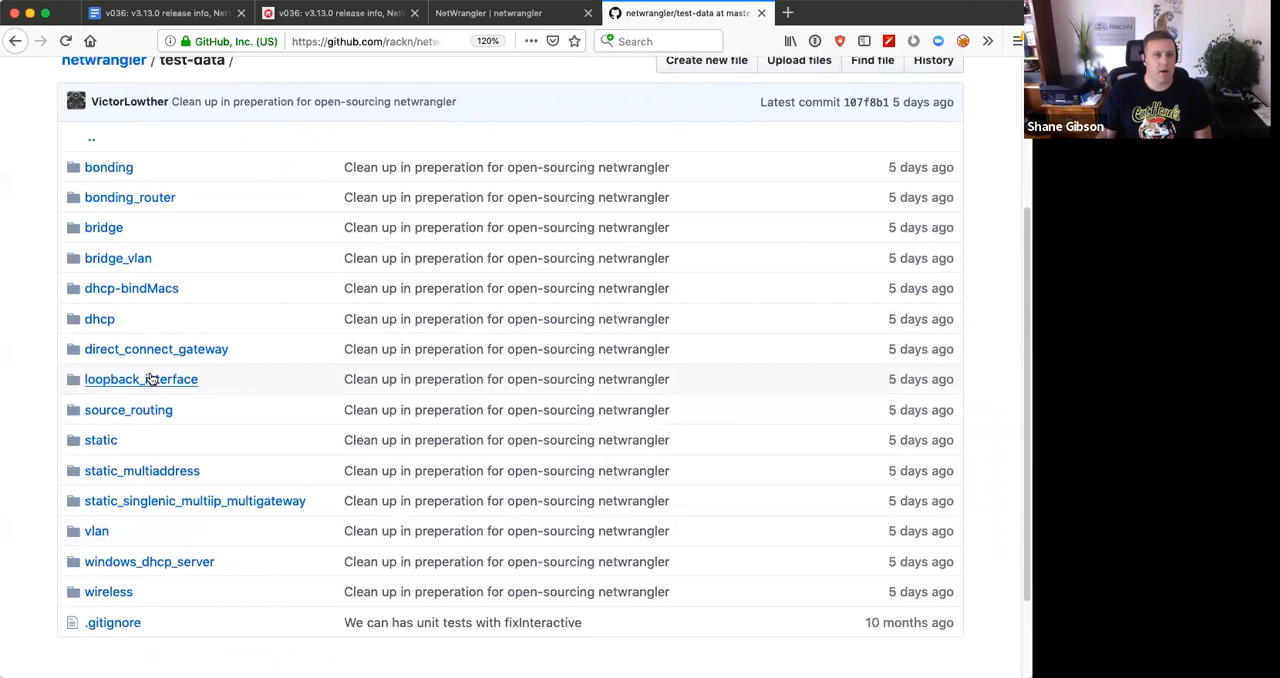 v036: v3.13.0 release info, NetW
v036: v3.13.0 release info, NetW
NetWrangler | netwrangler
netwrangler/test-data at maste
GitHub, Inc. (US)
https://github.com/rackn/netw
120%
Search
netwrangler / test-data /
Create new file
Upload files
Find file
History
VictorLowther Clean up in preperation for open-sourcing netwrangler
Latest commit 107f8b1 5 days ago
..
bonding Clean up in preperation for open-sourcing netwrangler 5 days ago
bonding_router Clean up in preperation for open-sourcing netwrangler 5 days ago
bridge Clean up in preperation for open-sourcing netwrangler 5 days ago
bridge_vlan Clean up in preperation for open-sourcing netwrangler 5 days ago
dhcp-bindMacs Clean up in preperation for open-sourcing netwrangler 5 days ago
dhcp Clean up in preperation for open-sourcing netwrangler 5 days ago
direct_connect_gateway Clean up in preperation for open-sourcing netwrangler 5 days ago
loopback_interface Clean up in preperation for open-sourcing netwrangler 5 days ago
source_routing Clean up in preperation for open-sourcing netwrangler 5 days ago
static Clean up in preperation for open-sourcing netwrangler 5 days ago
static_multiaddress Clean up in preperation for open-sourcing netwrangler 5 days ago
static_singlenic_multiip_multigateway Clean up in preperation for open-sourcing netwrangler 5 days ago
vlan Clean up in preperation for open-sourcing netwrangler 5 days ago
windows_dhcp_server Clean up in preperation for open-sourcing netwrangler 5 days ago
wireless Clean up in preperation for open-sourcing netwrangler 5 days ago
.gitignore We can has unit tests with fixInteractive 10 months ago
RackN
Shane Gibson